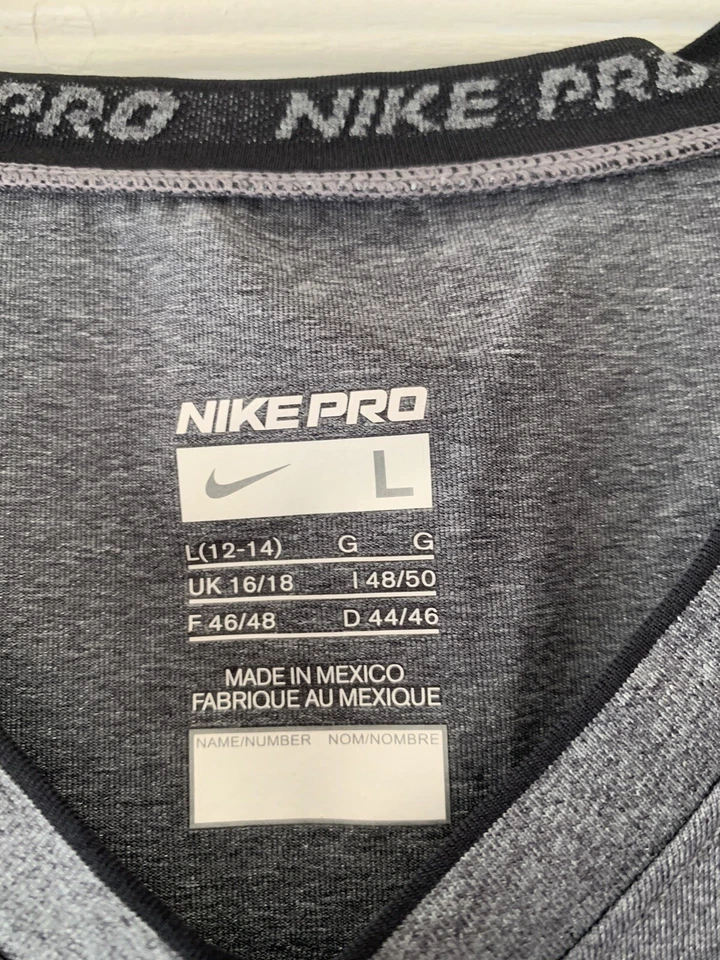 PRO NIKE PRO
NIKE PRO
L
L(12-14) G G
UK 16/18 I 48/50
F 46/48 D 44/46
MADE IN MEXICO
FABRIQUE AU MEXIQUE
NAME/NUMBER NOM/NOMBRE